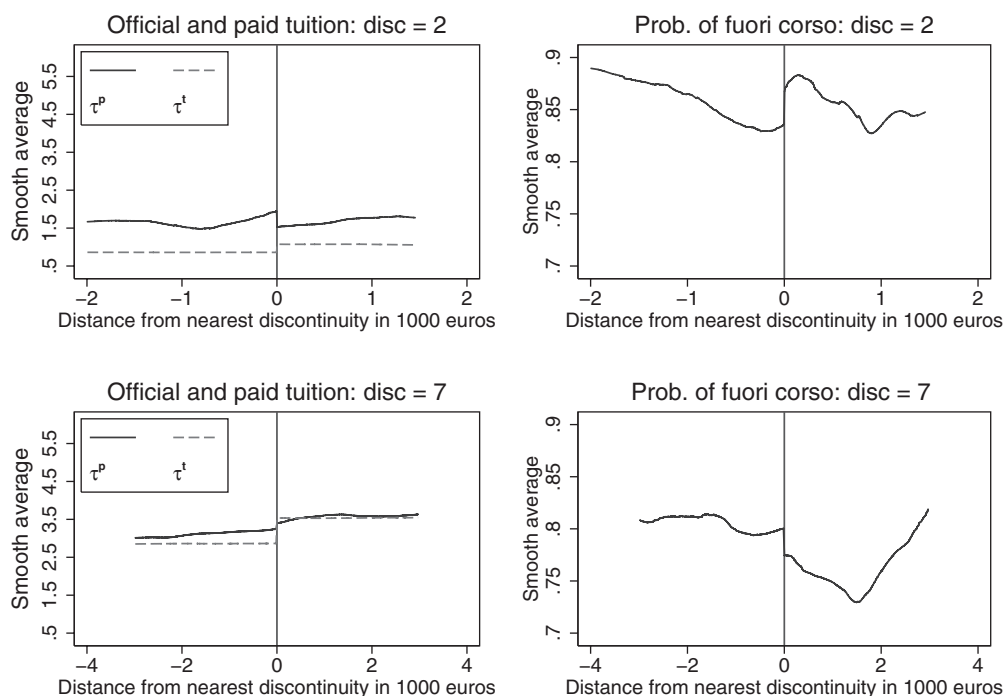 Official and paid tuition: disc = 2
Smooth average
5.5
4.5
3.5
2.5
1.5
.5
τᵖ τᵗ
−2 −1 0 1 2
Distance from nearest discontinuity in 1000 euros
Prob. of fuori corso: disc = 2
Smooth average
.9
.85
.8
.75
.7
−2 −1 0 1 2
Distance from nearest discontinuity in 1000 euros
Official and paid tuition: disc = 7
Smooth average
5.5
4.5
3.5
2.5
1.5
.5
τᵖ τᵗ
−4 −2 0 2 4
Distance from nearest discontinuity in 1000 euros
Prob. of fuori corso: disc = 7
Smooth average
.9
.85
.8
.75
.7
−4 −2 0 2 4
Distance from nearest discontinuity in 1000 euros